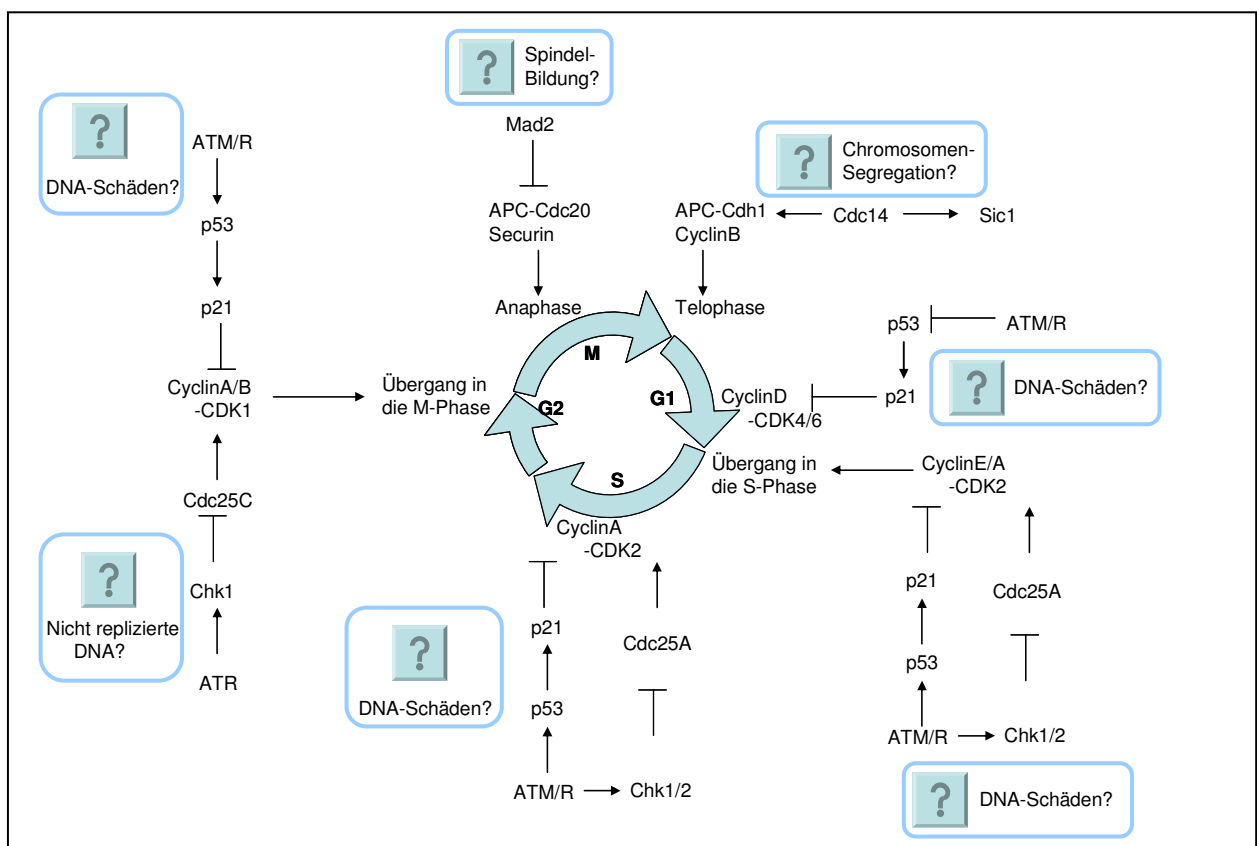 ?
Spindel-
Bildung?
Mad2
APC-Cdc20
Securin
Anaphase
?
Chromosomen-
Segregation?
APC-Cdh1
CyclinB
Cdc14
Sic1
Telophase
?
DNA-Schäden?
ATM/R
p53
p21
CyclinA/B
-CDK1
Übergang in
die M-Phase
Cdc25C
?
Nicht replizierte
DNA?
Chk1
ATR
M
G1
S
G2
p53
ATM/R
p21
?
DNA-Schäden?
CyclinD
-CDK4/6
Übergang in
die S-Phase
CyclinE/A
-CDK2
p21
Cdc25A
p53
ATM/R
Chk1/2
?
DNA-Schäden?
CyclinA
-CDK2
p21
Cdc25A
?
DNA-Schäden?
p53
ATM/R
Chk1/2